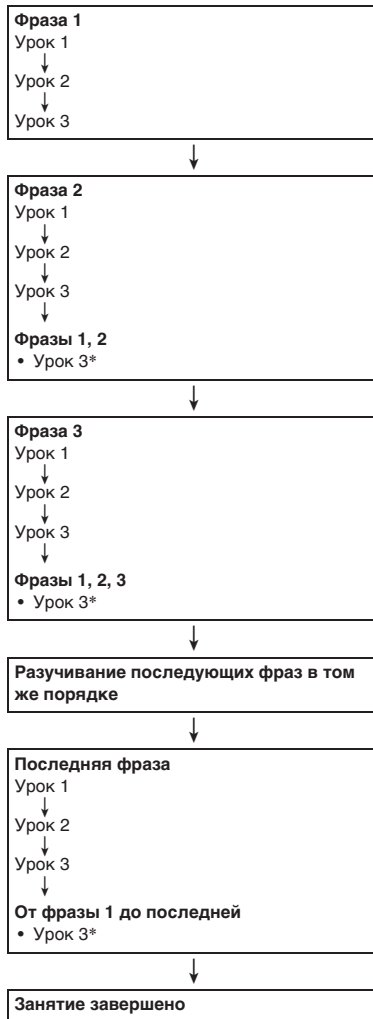 Фраза 1
Урок 1
Урок 2
Урок 3
Фраза 2
Урок 1
Урок 2
Урок 3
Фразы 1, 2
• Урок 3*
Фраза 3
Урок 1
Урок 2
Урок 3
Фразы 1, 2, 3
• Урок 3*
Разучивание последующих фраз в том
же порядке
Последняя фраза
Урок 1
Урок 2
Урок 3
От фразы 1 до последней
• Урок 3*
Занятие завершено